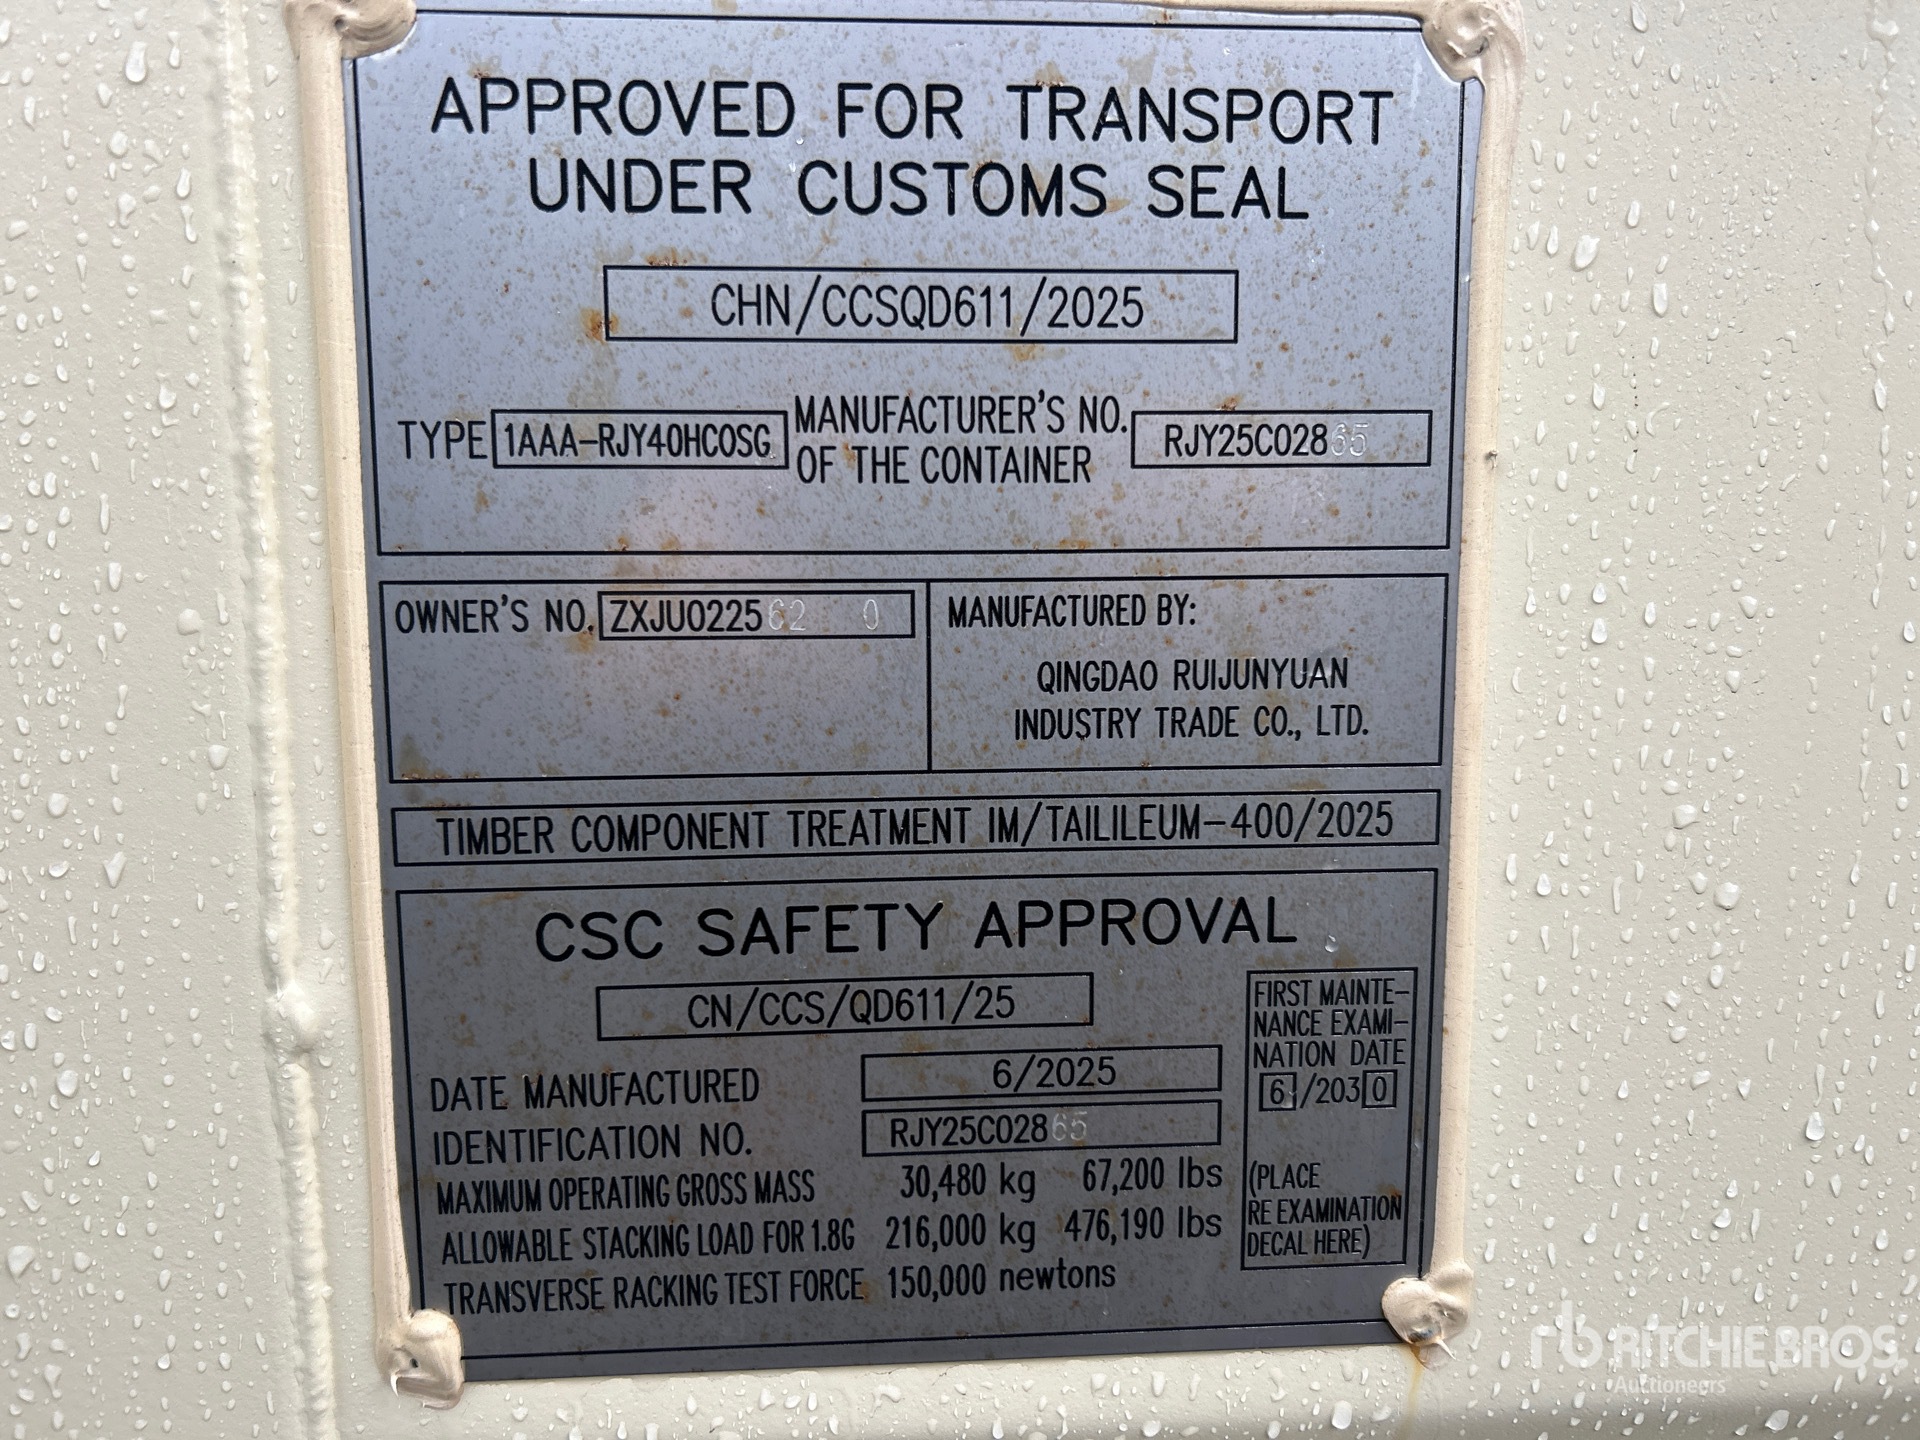 APPROVED FOR TRANSPORT
UNDER CUSTOMS SEAL
CHN/CCSQD611/2025
TYPE 1AAA-RJY40HCOSG MANUFACTURER'S NO. OF THE CONTAINER RJY25C02865
OWNER'S NO. ZXJU022562 0
MANUFACTURED BY:
QINGDAO RUIJUNYUAN
INDUSTRY TRADE CO., LTD.
TIMBER COMPONENT TREATMENT IM/TAILILEUM-400/2025
CSC SAFETY APPROVAL
CN/CCS/QD611/25
DATE MANUFACTURED 6/2025
IDENTIFICATION NO. RJY25C02865
MAXIMUM OPERATING GROSS MASS 30,480 kg 67,200 lbs
ALLOWABLE STACKING LOAD FOR 1.8G 216,000 kg 476,190 lbs
TRANSVERSE RACKING TEST FORCE 150,000 newtons
FIRST MAINTE-
NANCE EXAMI-
NATION DATE
6/2030
(PLACE
RE EXAMINATION
DECAL HERE)
rb RITCHIE BROS.
Auctioneers